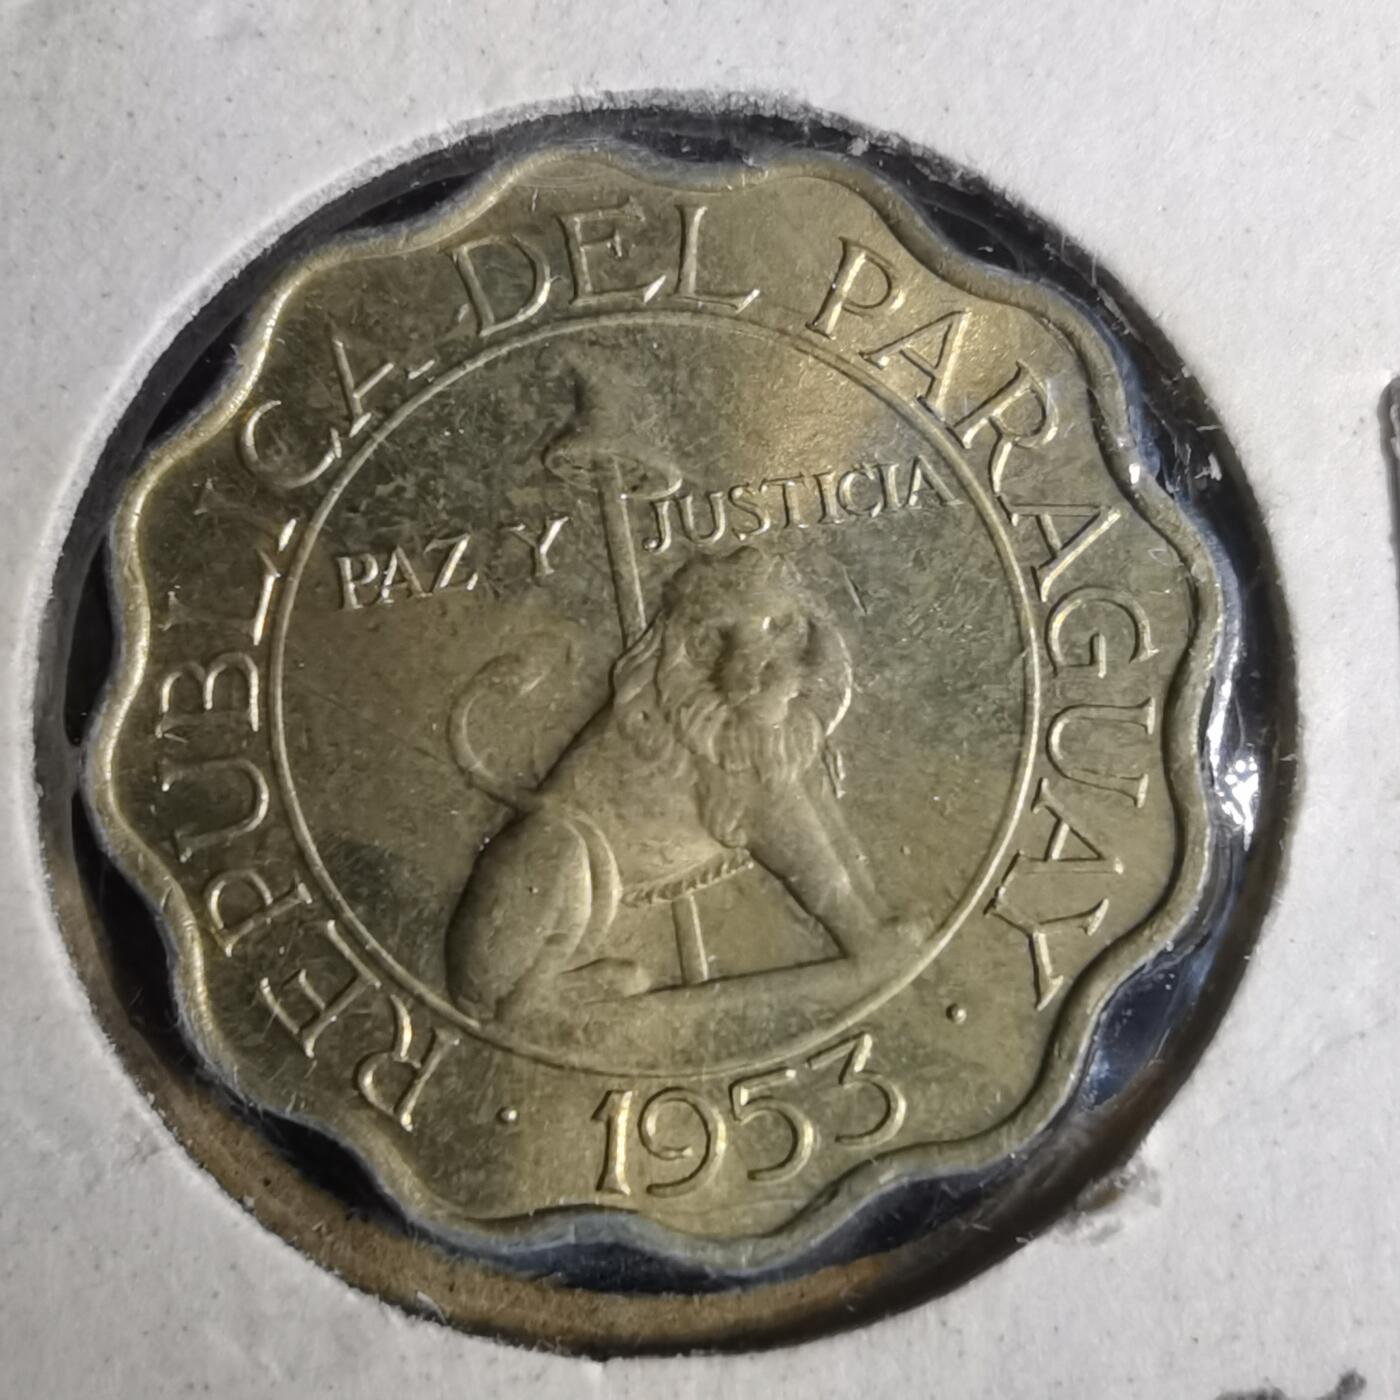 REPUBLICA DEL PARAGUAY
PAZ Y JUSTICIA
· 1953 ·